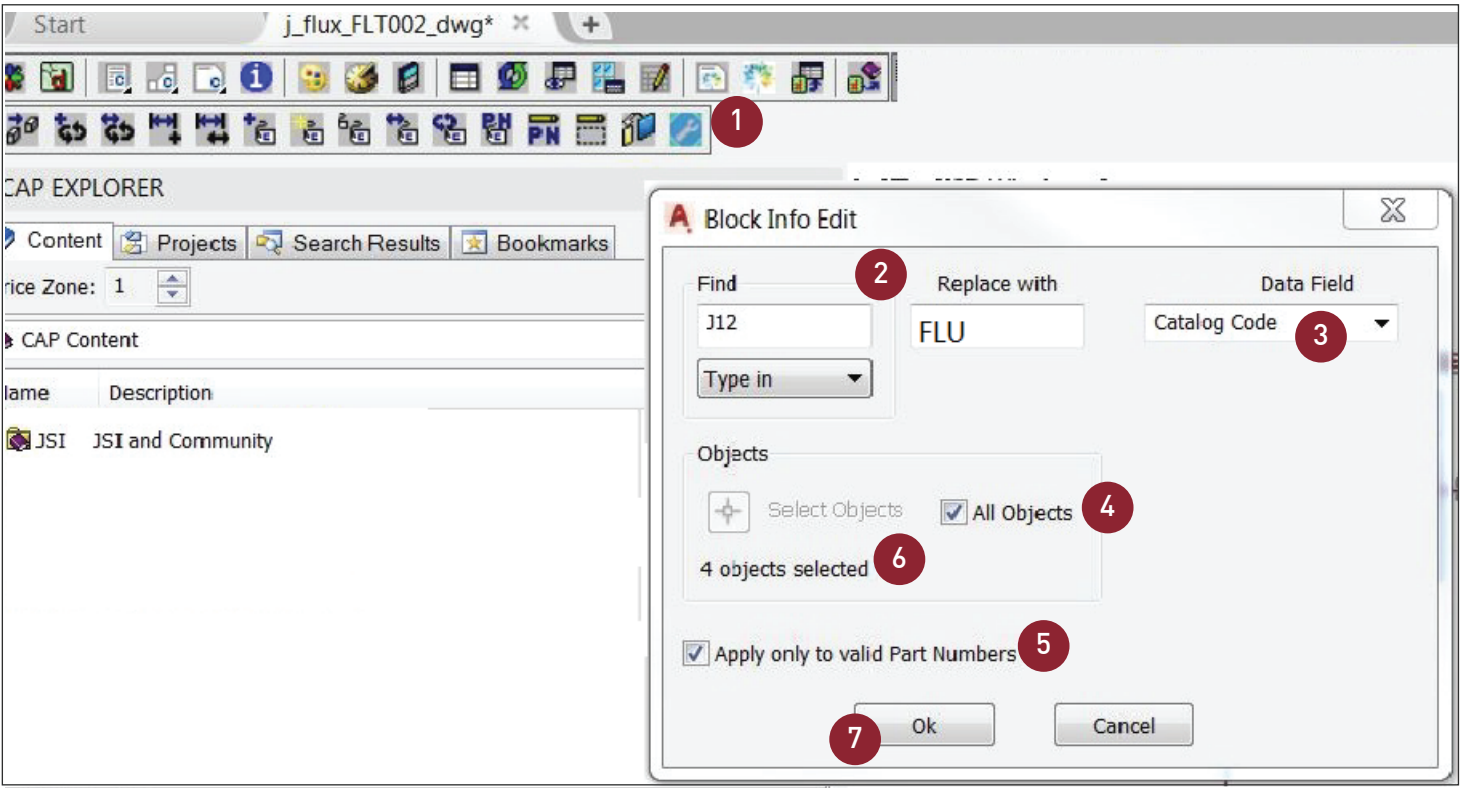 Start j_flux_FLT002_dwg* +
1
CAP EXPLORER
Content Projects Search Results Bookmarks
rice Zone: 1
CAP Content
lame Description
JSI JSI and Community
Block Info Edit
Find 2 Replace with Data Field
J12 FLU Catalog Code 3
Type in
Objects
Select Objects All Objects 4
4 objects selected 6
Apply only to valid Part Numbers 5
7 Ok Cancel